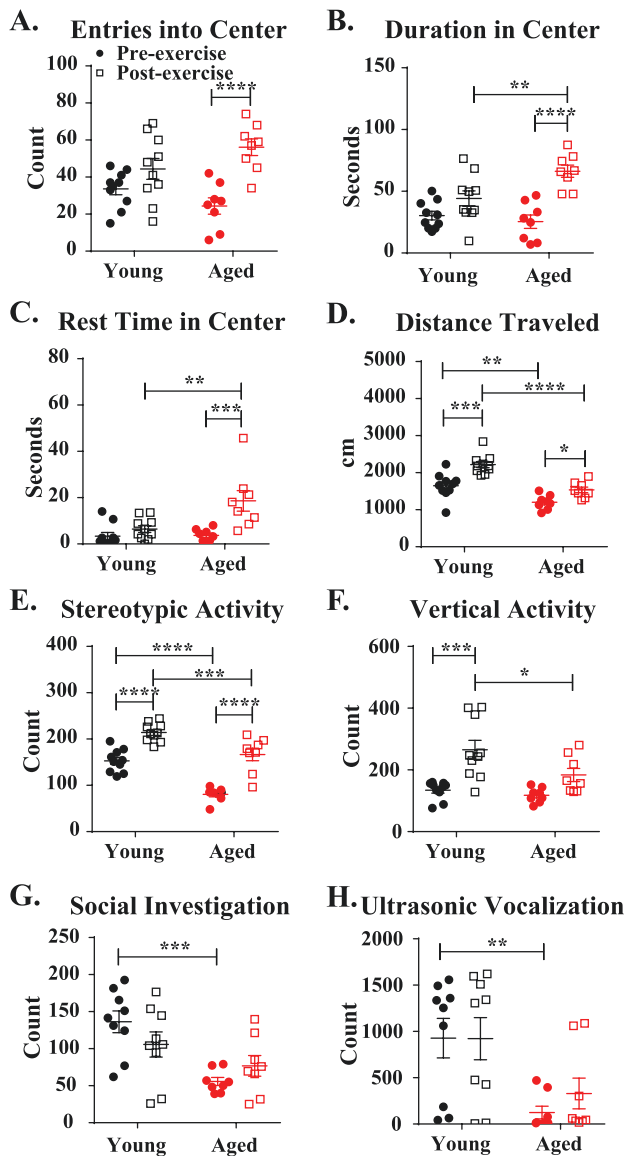 A. Entries into Center
Pre-exercise
Post-exercise
****
100
80
60
40
20
0
Count
Young Aged
B. Duration in Center
**
****
150
100
50
0
Seconds
Young Aged
C. Rest Time in Center
**
***
80
60
40
20
0
Seconds
Young Aged
D. Distance Traveled
**
****
***
*
5000
4000
3000
2000
1000
0
cm
Young Aged
E. Stereotypic Activity
****
***
****
****
400
300
200
100
0
Count
Young Aged
F. Vertical Activity
***
*
600
400
200
0
Count
Young Aged
G. Social Investigation
***
250
200
150
100
50
0
Count
Young Aged
H. Ultrasonic Vocalization
**
2000
1500
1000
500
0
Count
Young Aged